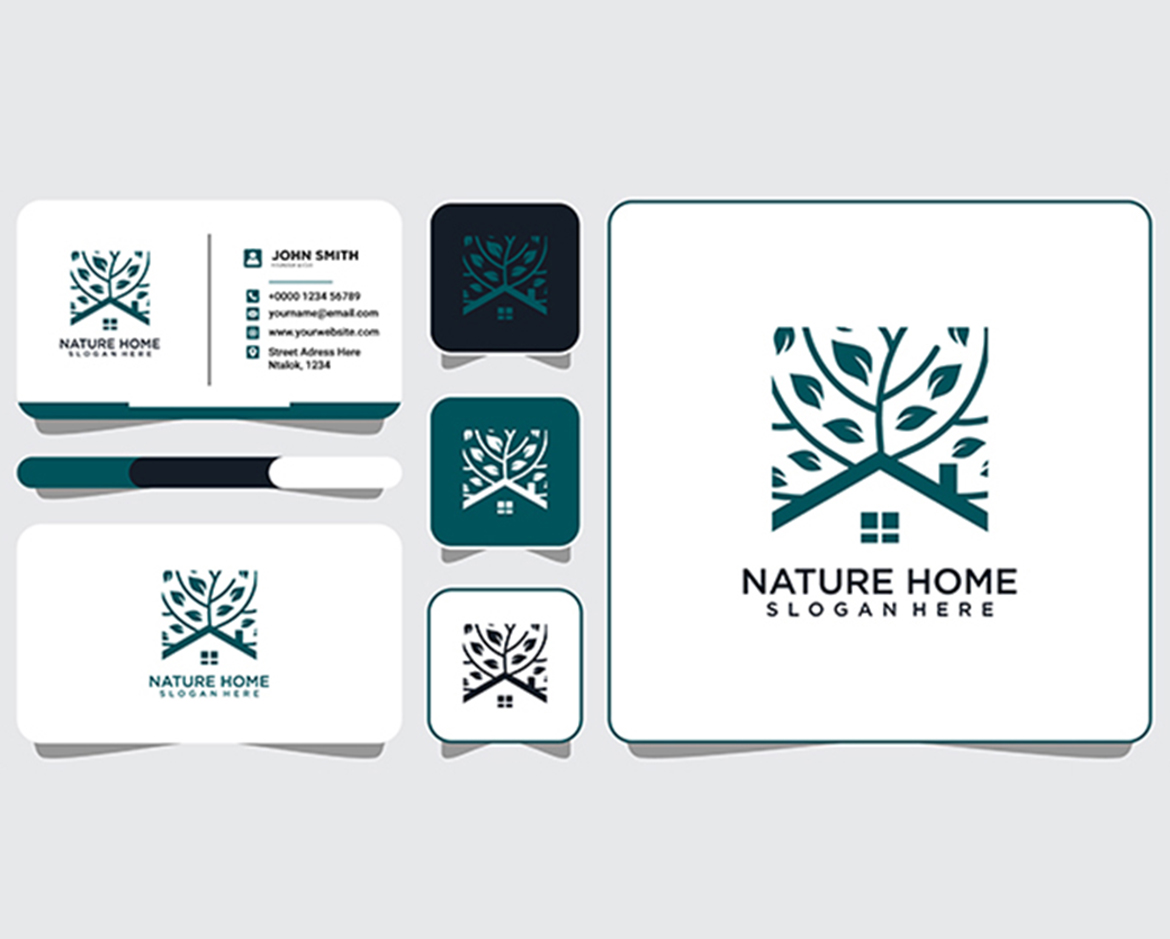 NATURE HOME
SLOGAN HERE
JOHN SMITH
+0000 1234 56789
yourname@email.com
www.yourwebsite.com
Street Adress Here
Ntalok, 1234
NATURE HOME
SLOGAN HERE
NATURE HOME
SLOGAN HERE